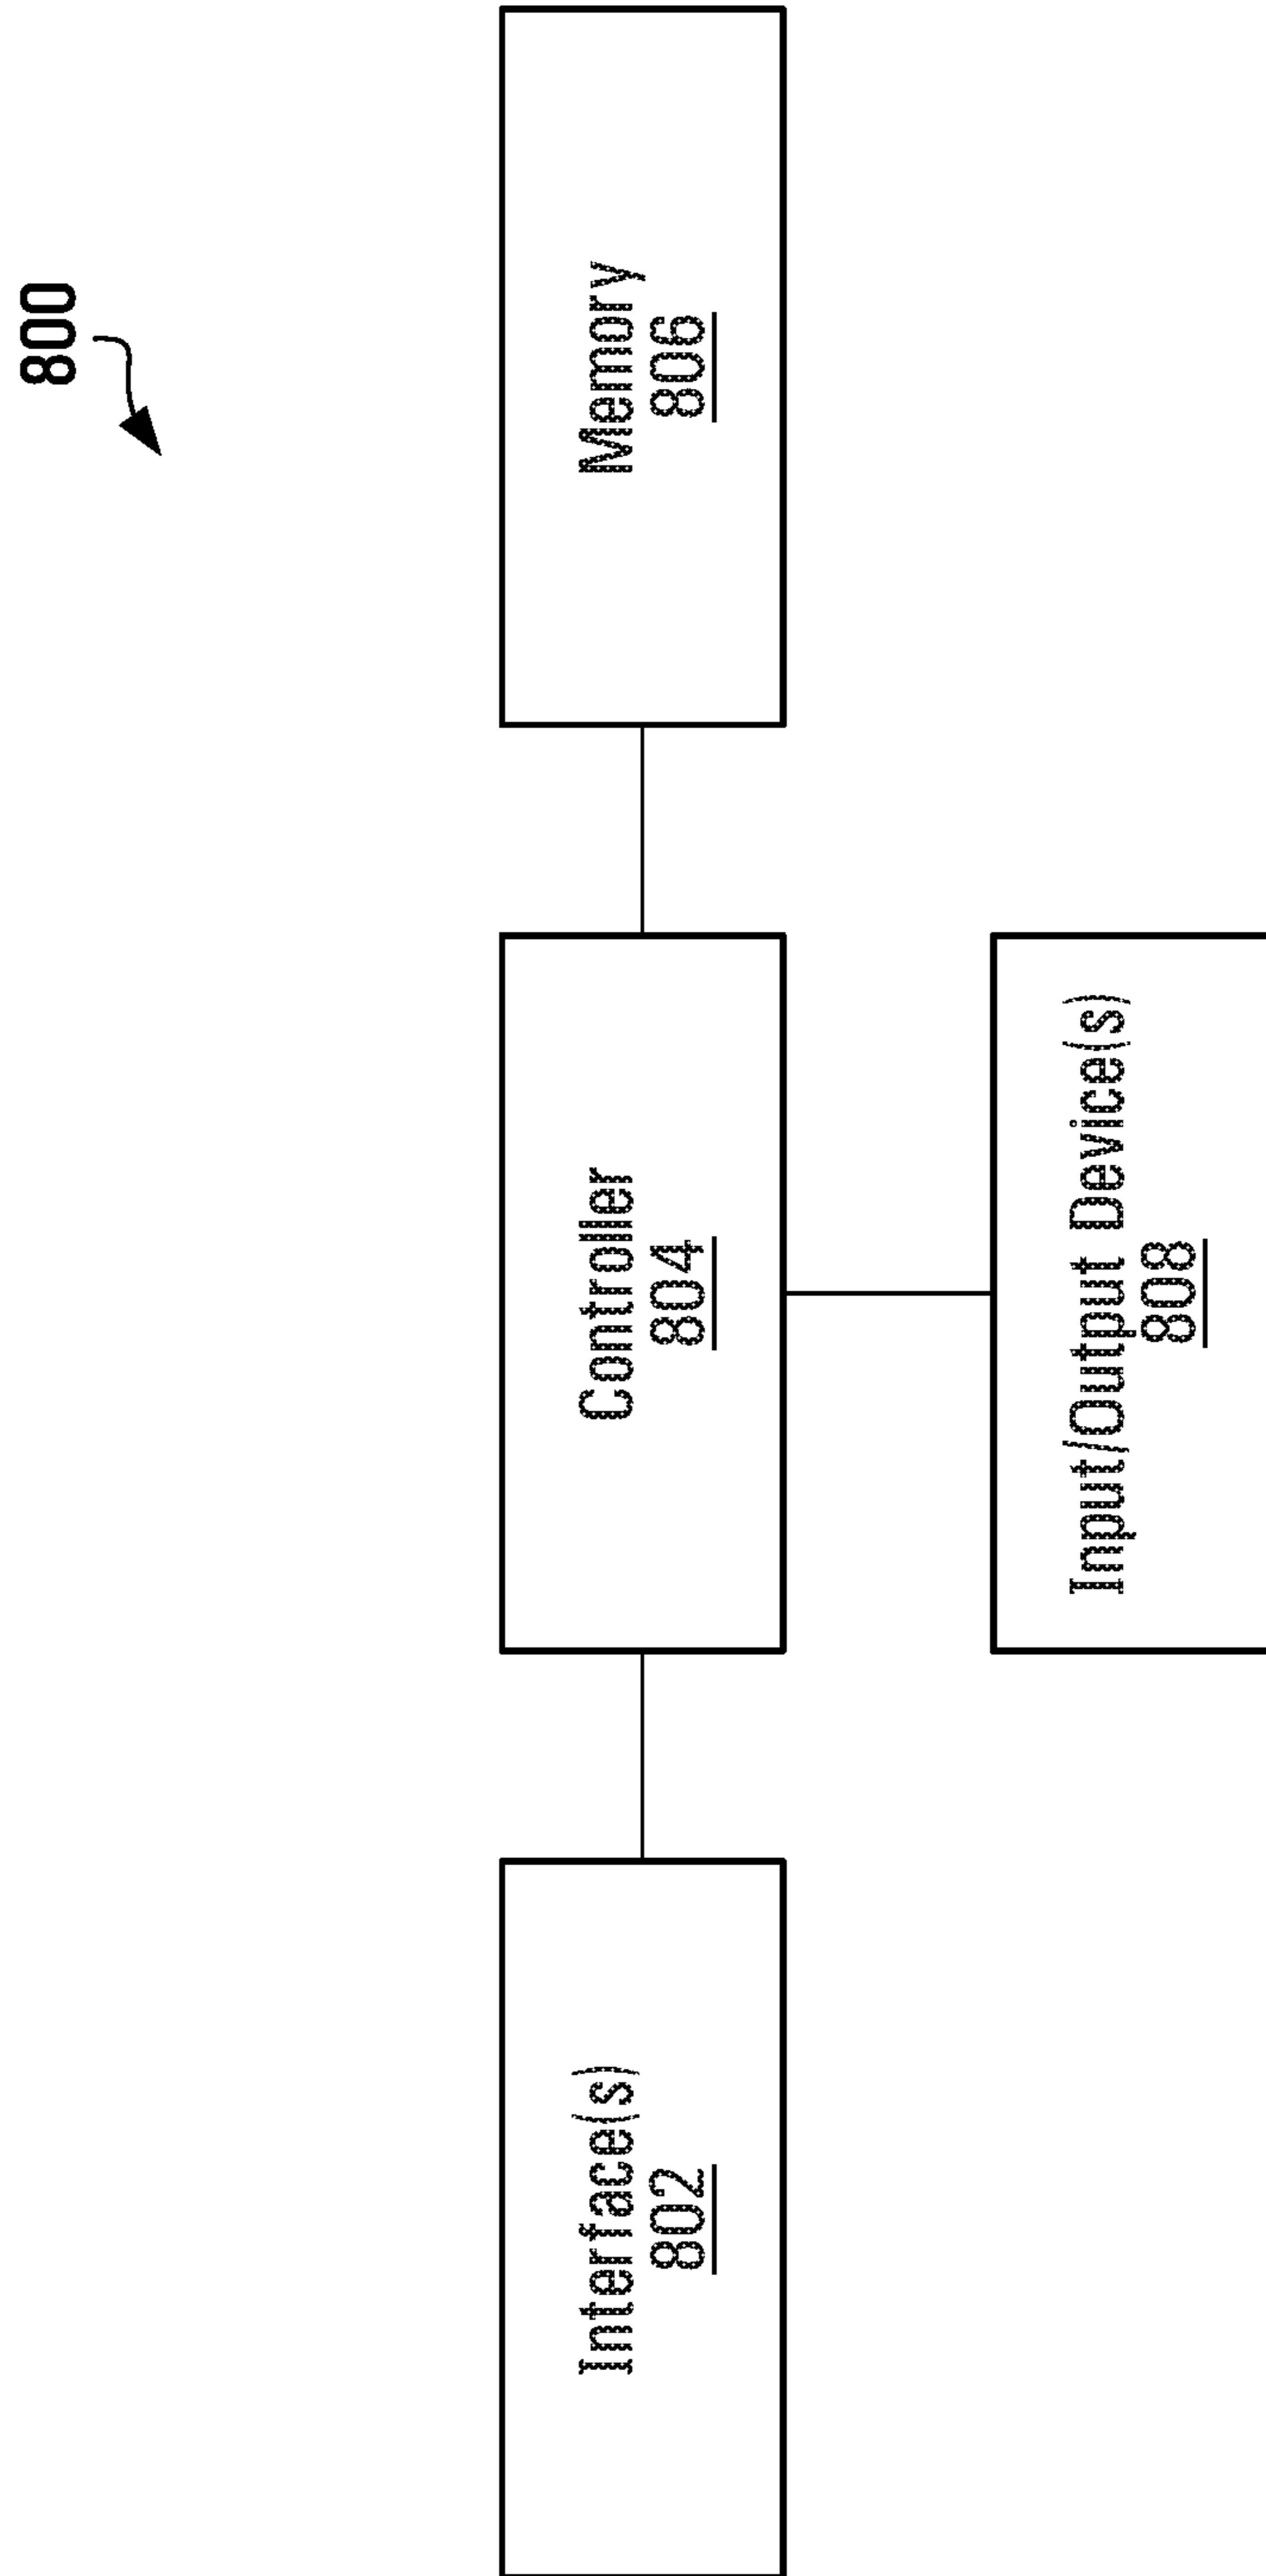 800
Interface(s)
802
Controller
804
Memory
806
Input/Output Device(s)
808